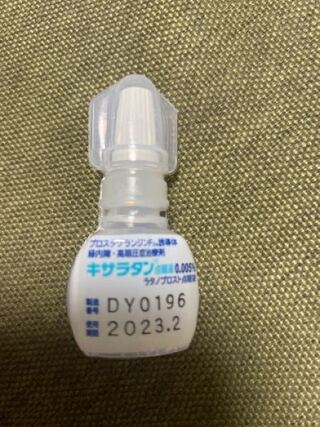 プロスタグランジンF2α誘導体
緑内障・高眼圧症治療剤
キサラタン®点眼液0.005%
ラタノプロスト点眼液
製造番号 DY0196
使用期限 2023.2